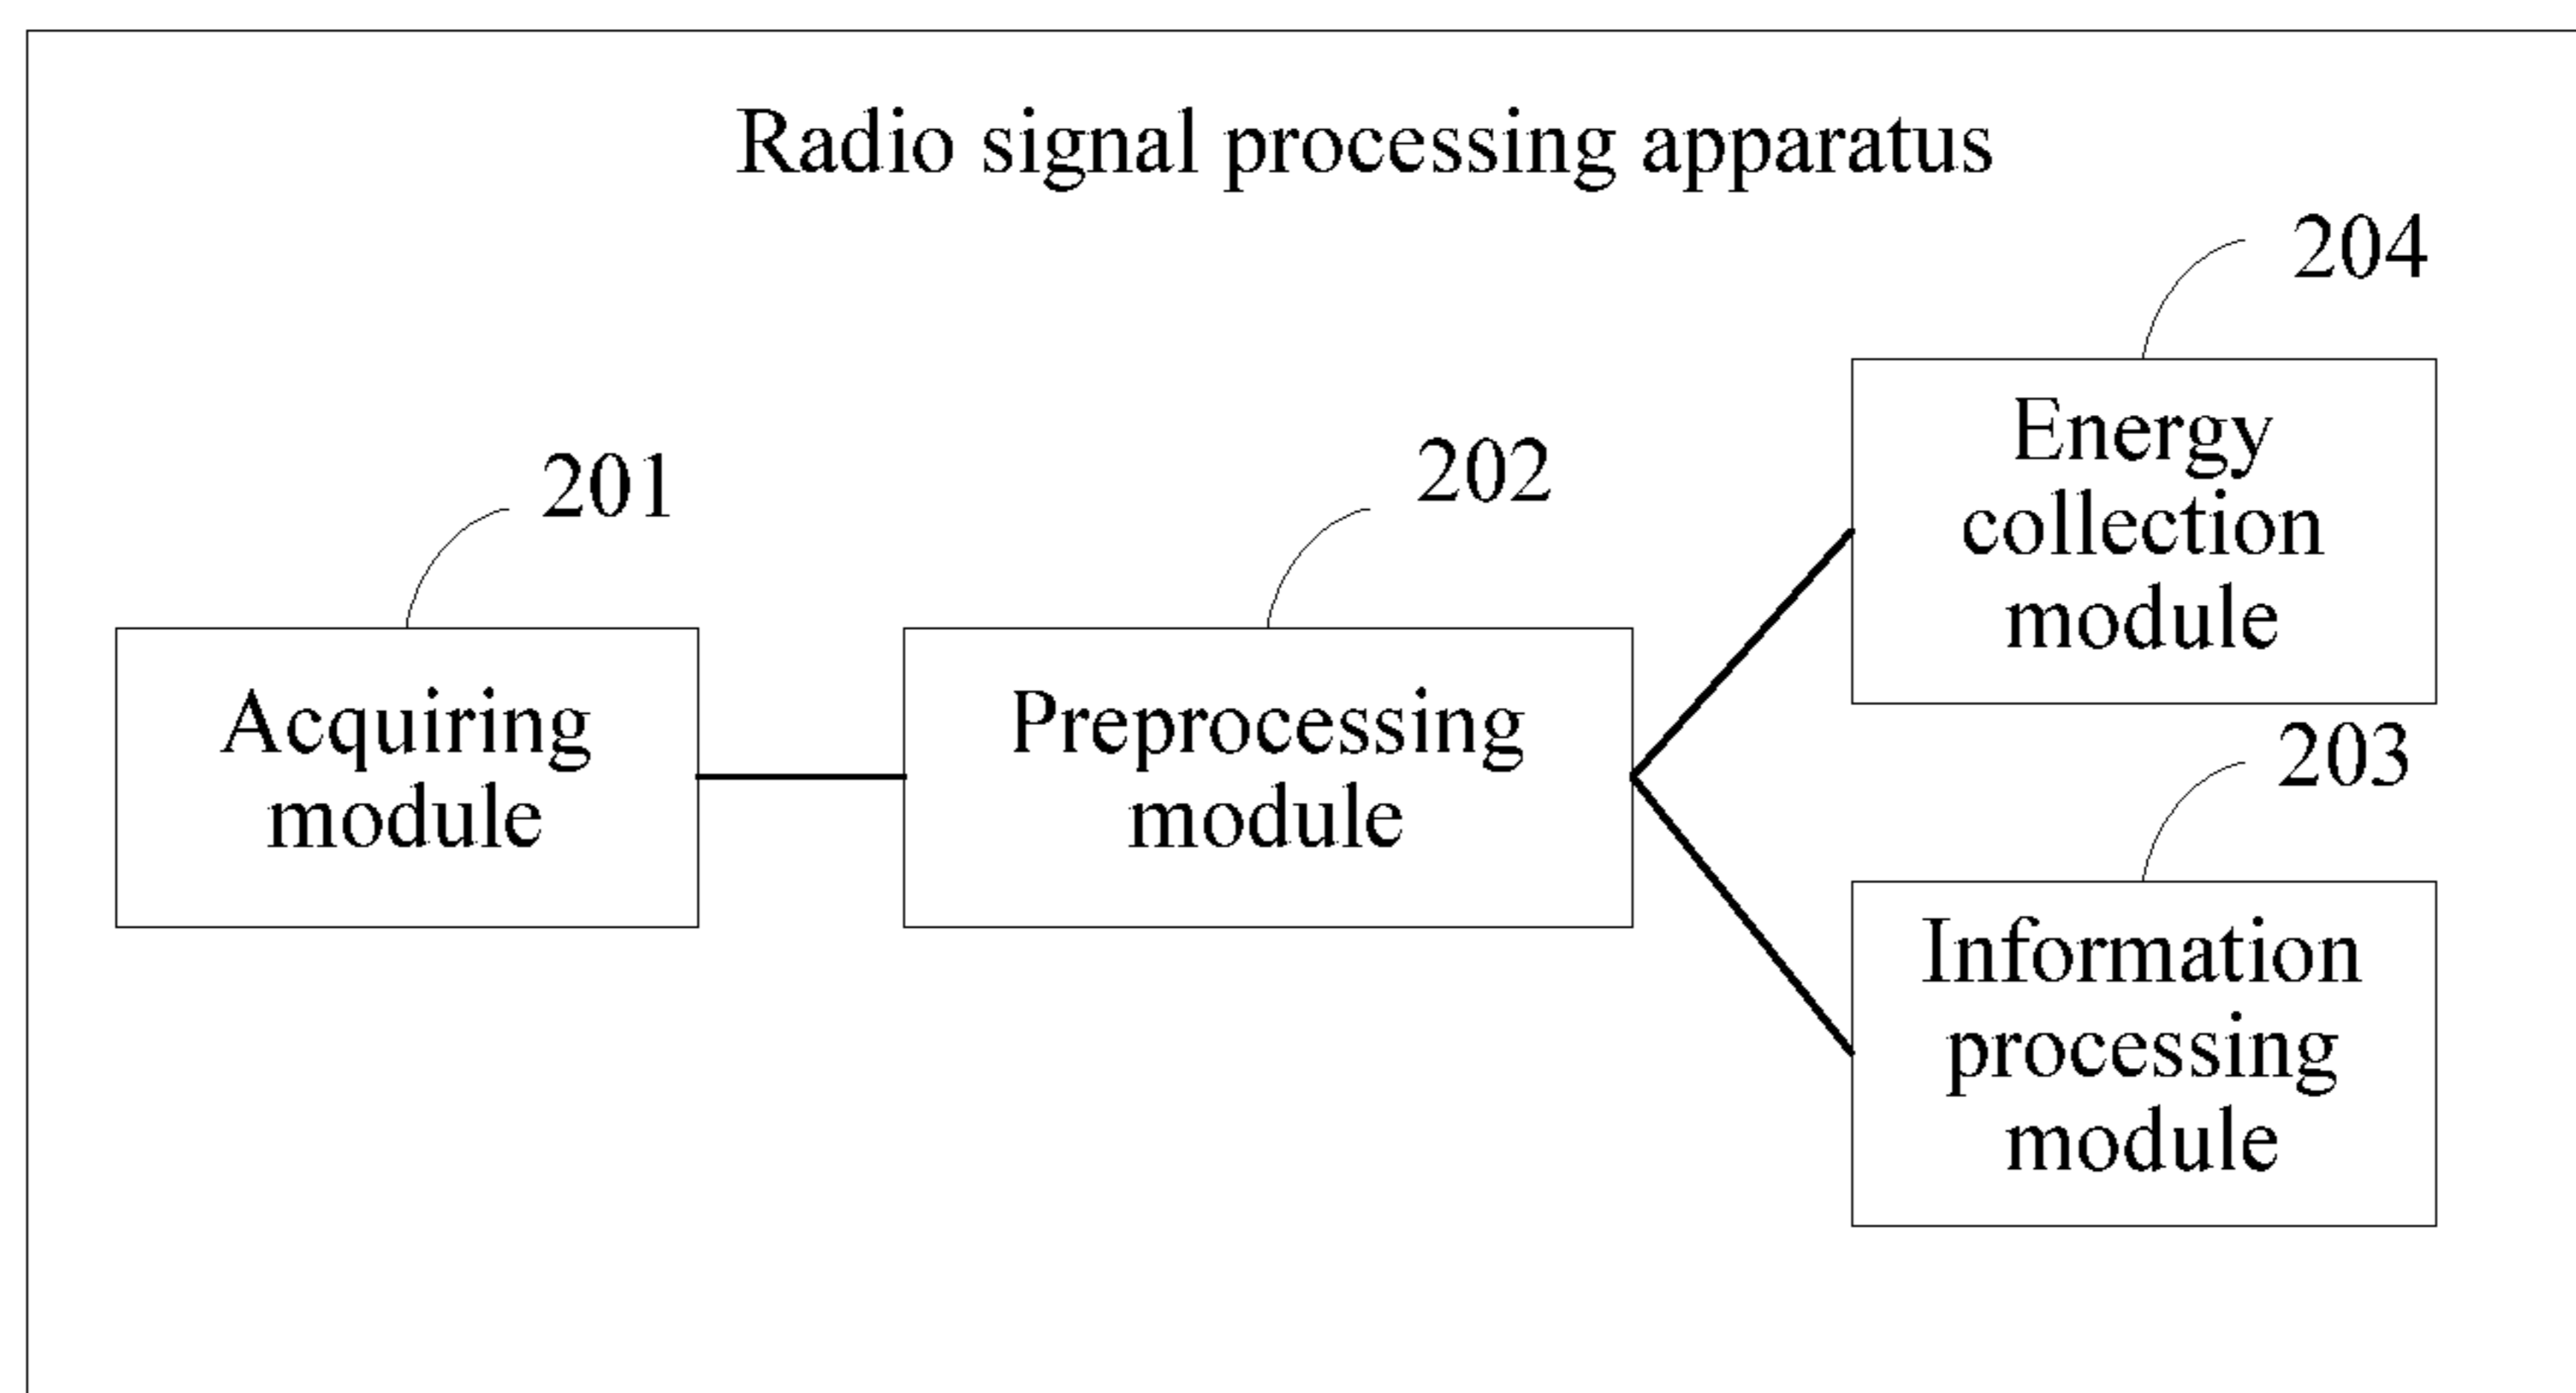 Radio signal processing apparatus
204
Energy
collection
module
201
Acquiring
module
202
Preprocessing
module
203
Information
processing
module